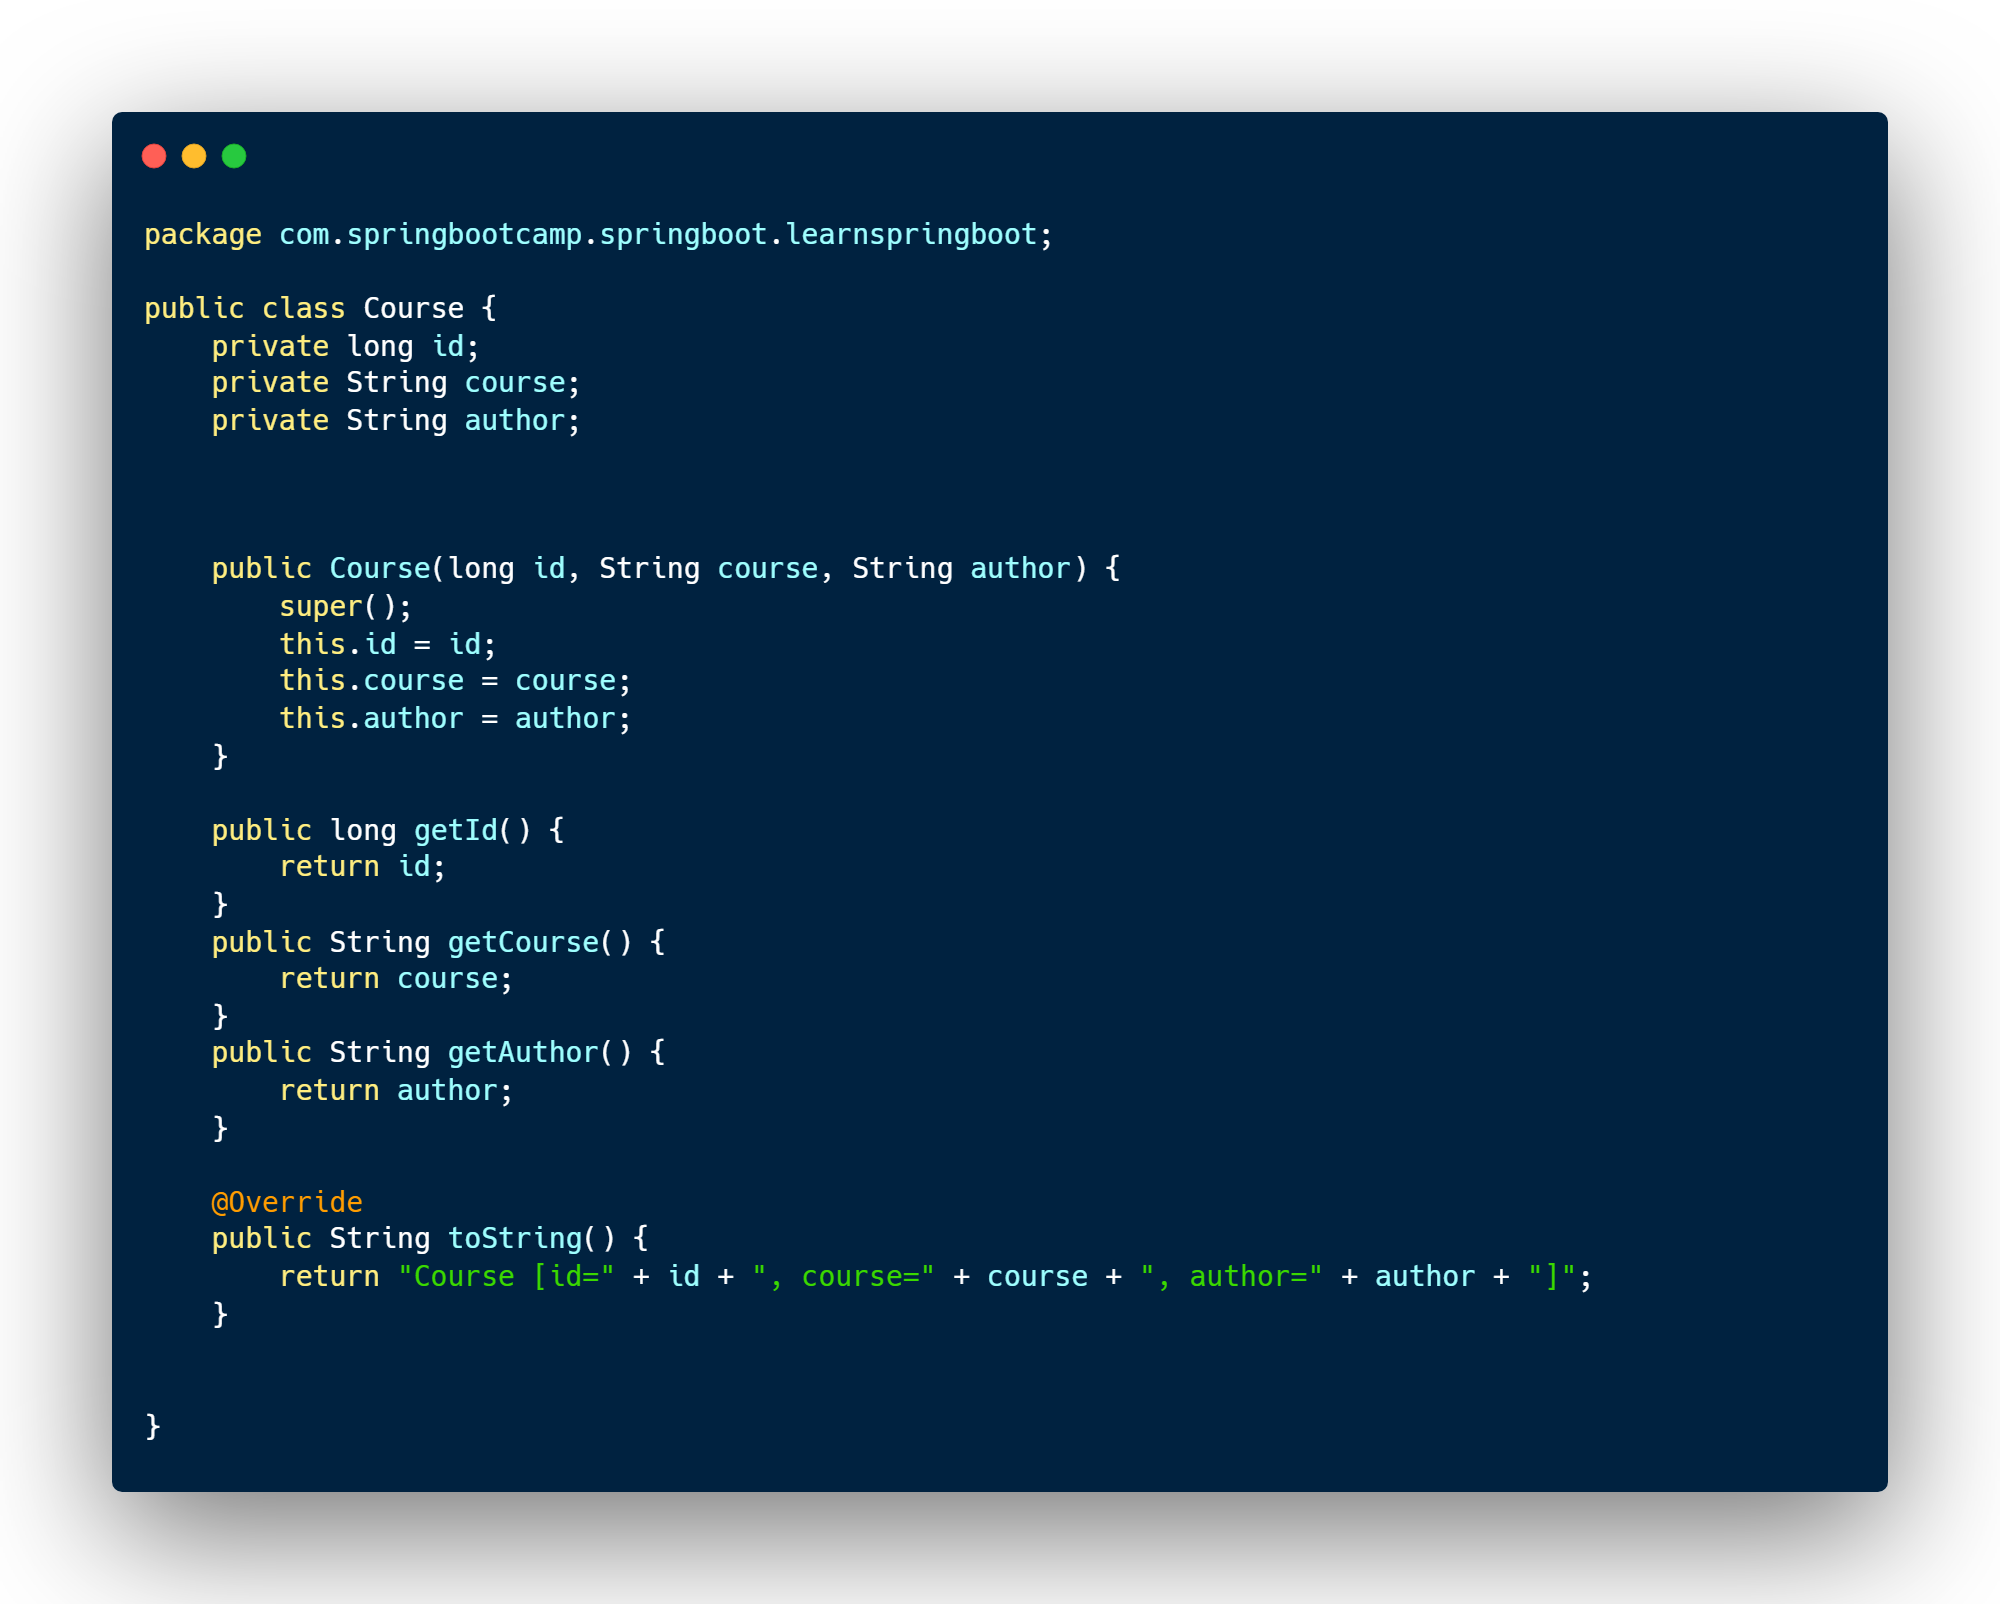 package com.springbootcamp.springboot.learnspringboot;
public class Course {
    private long id;
    private String course;
    private String author;
    public Course(long id, String course, String author) {
        super();
        this.id = id;
        this.course = course;
        this.author = author;
    }
    public long getId() {
        return id;
    }
    public String getCourse() {
        return course;
    }
    public String getAuthor() {
        return author;
    }
    @Override
    public String toString() {
        return "Course [id=" + id + ", course=" + course + ", author=" + author + "]";
    }
}